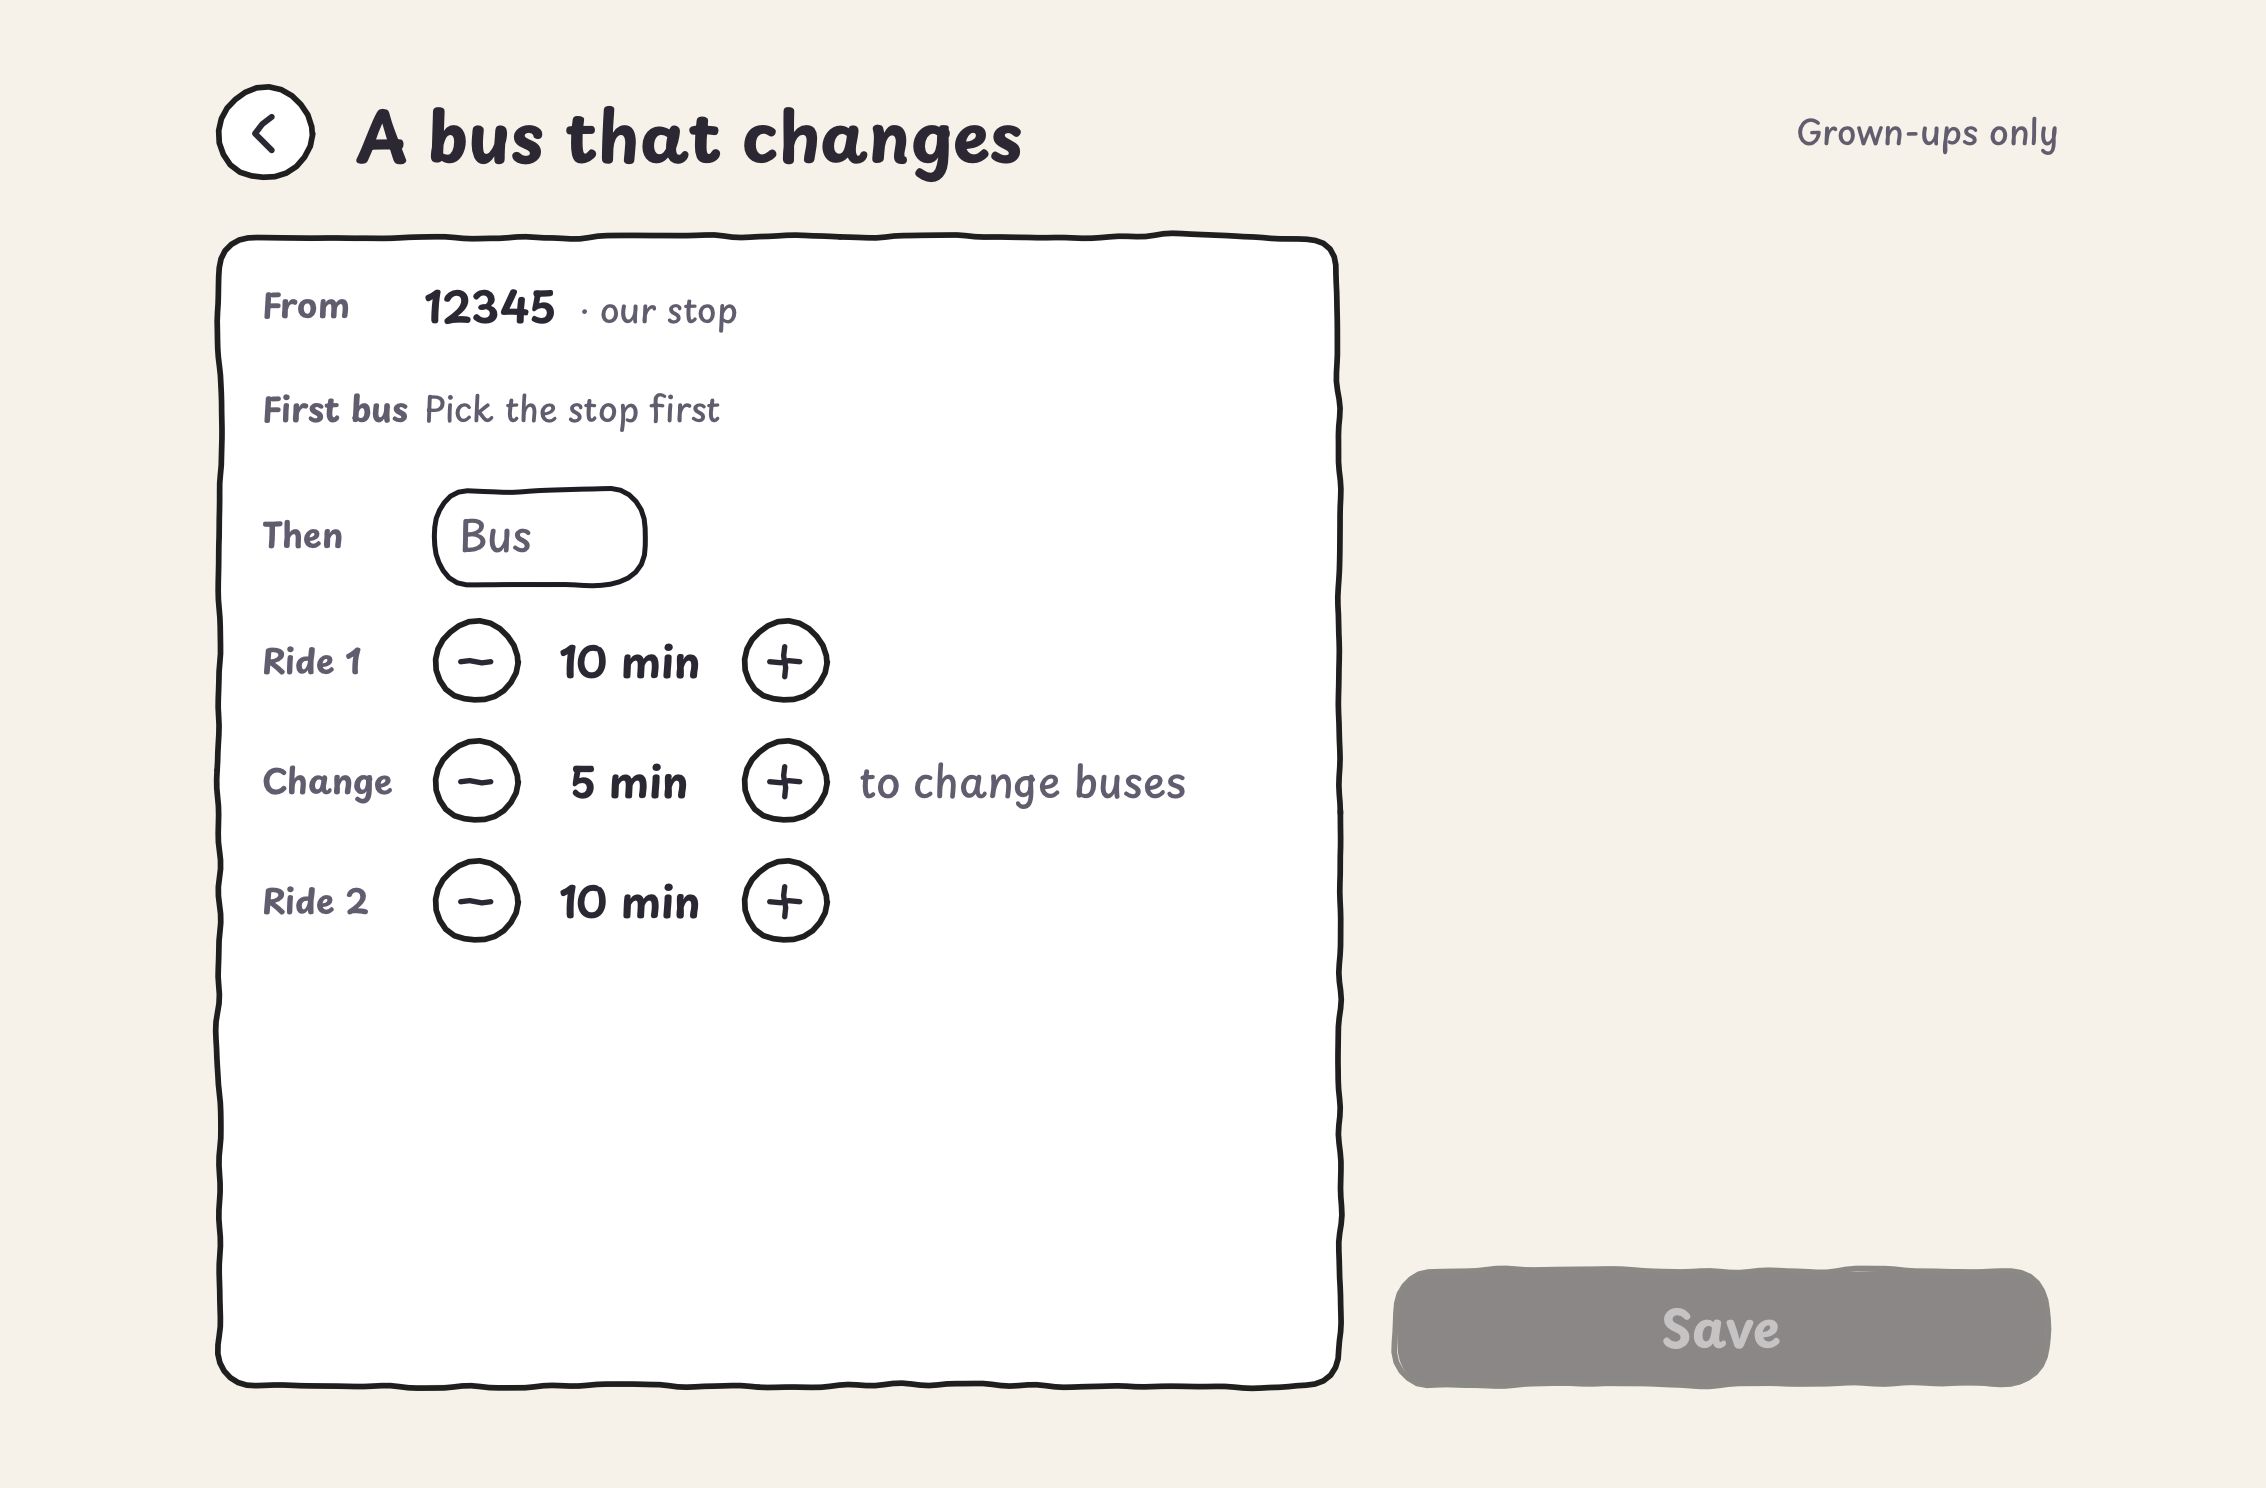 A bus that changes
Grown-ups only
From 12345 · our stop
First bus Pick the stop first
Then Bus
Ride 1 − 10 min +
Change − 5 min + to change buses
Ride 2 − 10 min +
Save